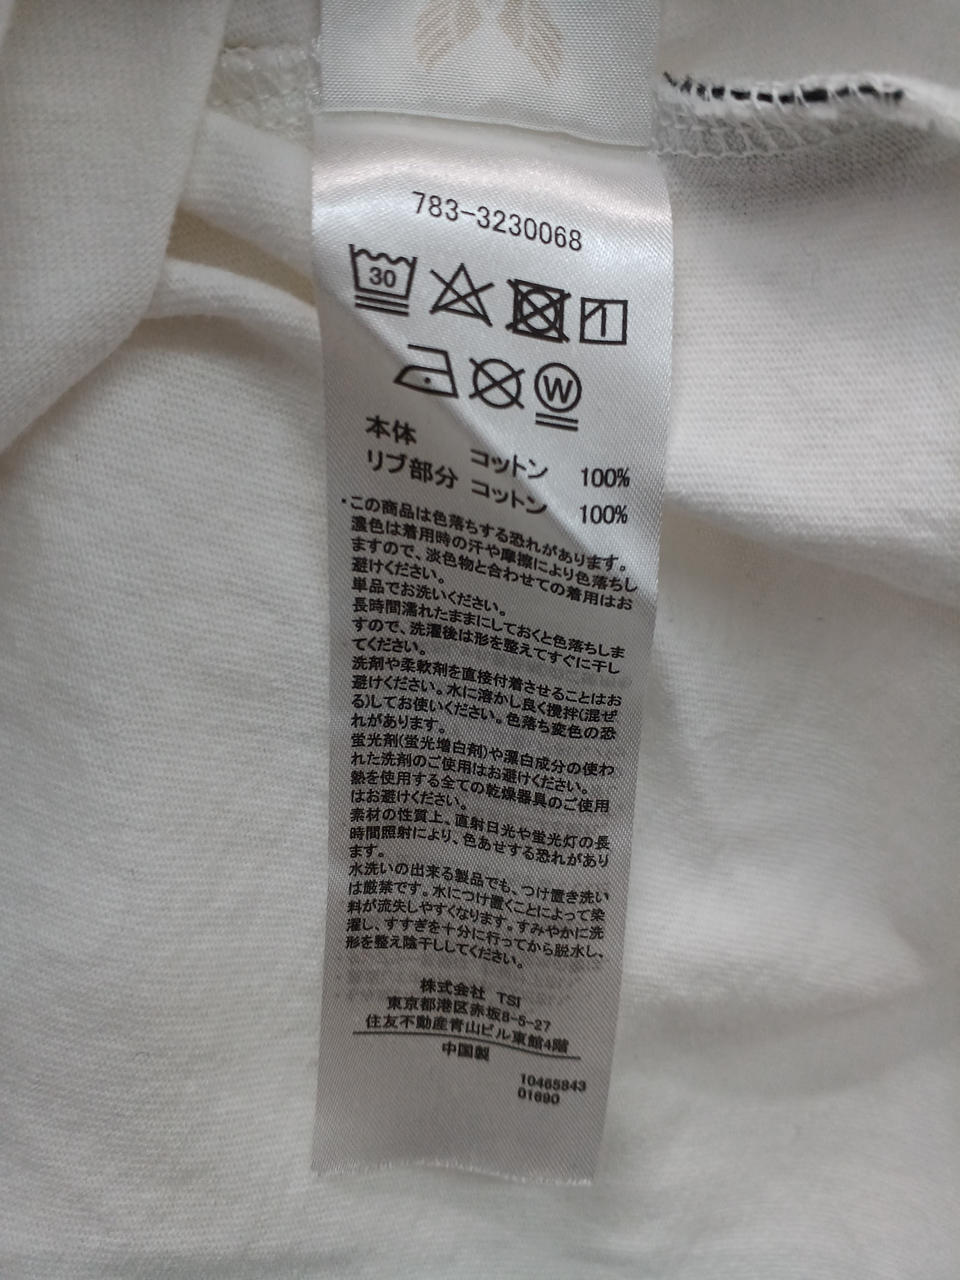 783-3230068
30
W
本体 コットン 100%
リブ部分 コットン 100%
・この商品は色落ちする恐れがあります。
濃色は着用時の汗や摩擦により色落ちし
ますので、淡色物と合わせての着用はお
避けください。
単品でお洗いください。
長時間濡れたままにしておくと色落ちしま
すので、洗濯後は形を整えてすぐに干し
てください。
洗剤や柔軟剤を直接付着させることはお
避けください。水に溶かし良く攪拌(混ぜ
る)してお使いください。色落ち変色の恐
れがあります。
蛍光剤(蛍光増白剤)や漂白成分の使わ
れた洗剤のご使用はお避けください。
熱を使用する全ての乾燥器具のご使用
はお避けください。
素材の性質上、直射日光や蛍光灯の長
時間照射により、色あせする恐れがあり
ます。
水洗いの出来る製品でも、つけ置き洗い
は厳禁です。水につけ置くことによって染
料が流失しやすくなります。すみやかに洗
濯し、すすぎを十分に行ってから脱水し、
形を整え陰干ししてください。
株式会社 TSI
東京都港区赤坂8-5-27
住友不動産青山ビル東館4階
中国製
10465843
01690